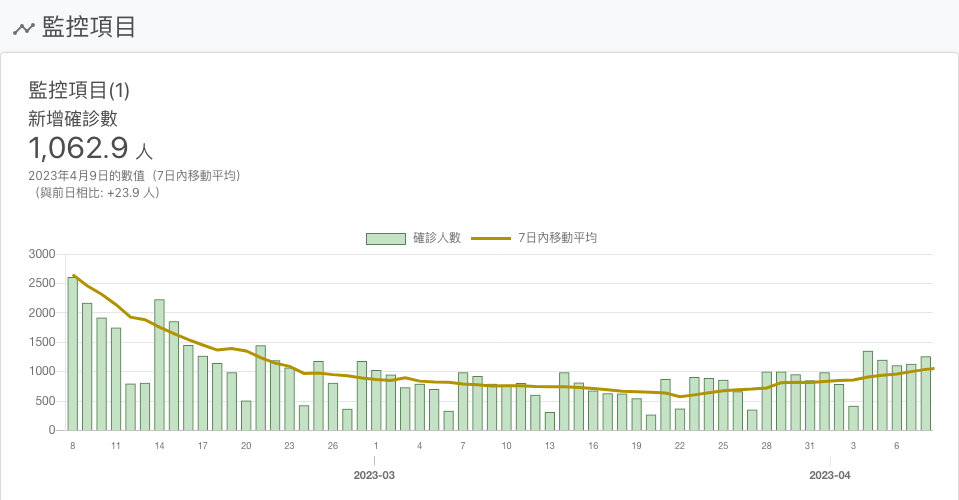 監控項目
監控項目(1)
新增確診數
1,062.9 人
2023年4月9日的數值（7日內移動平均）
（與前日相比: +23.9 人）
確診人數 7日內移動平均
3000
2500
2000
1500
1000
500
0
8 11 14 17 20 23 26 1 4 7 10 13 16 19 22 25 28 31 3 6
2023-03 2023-04